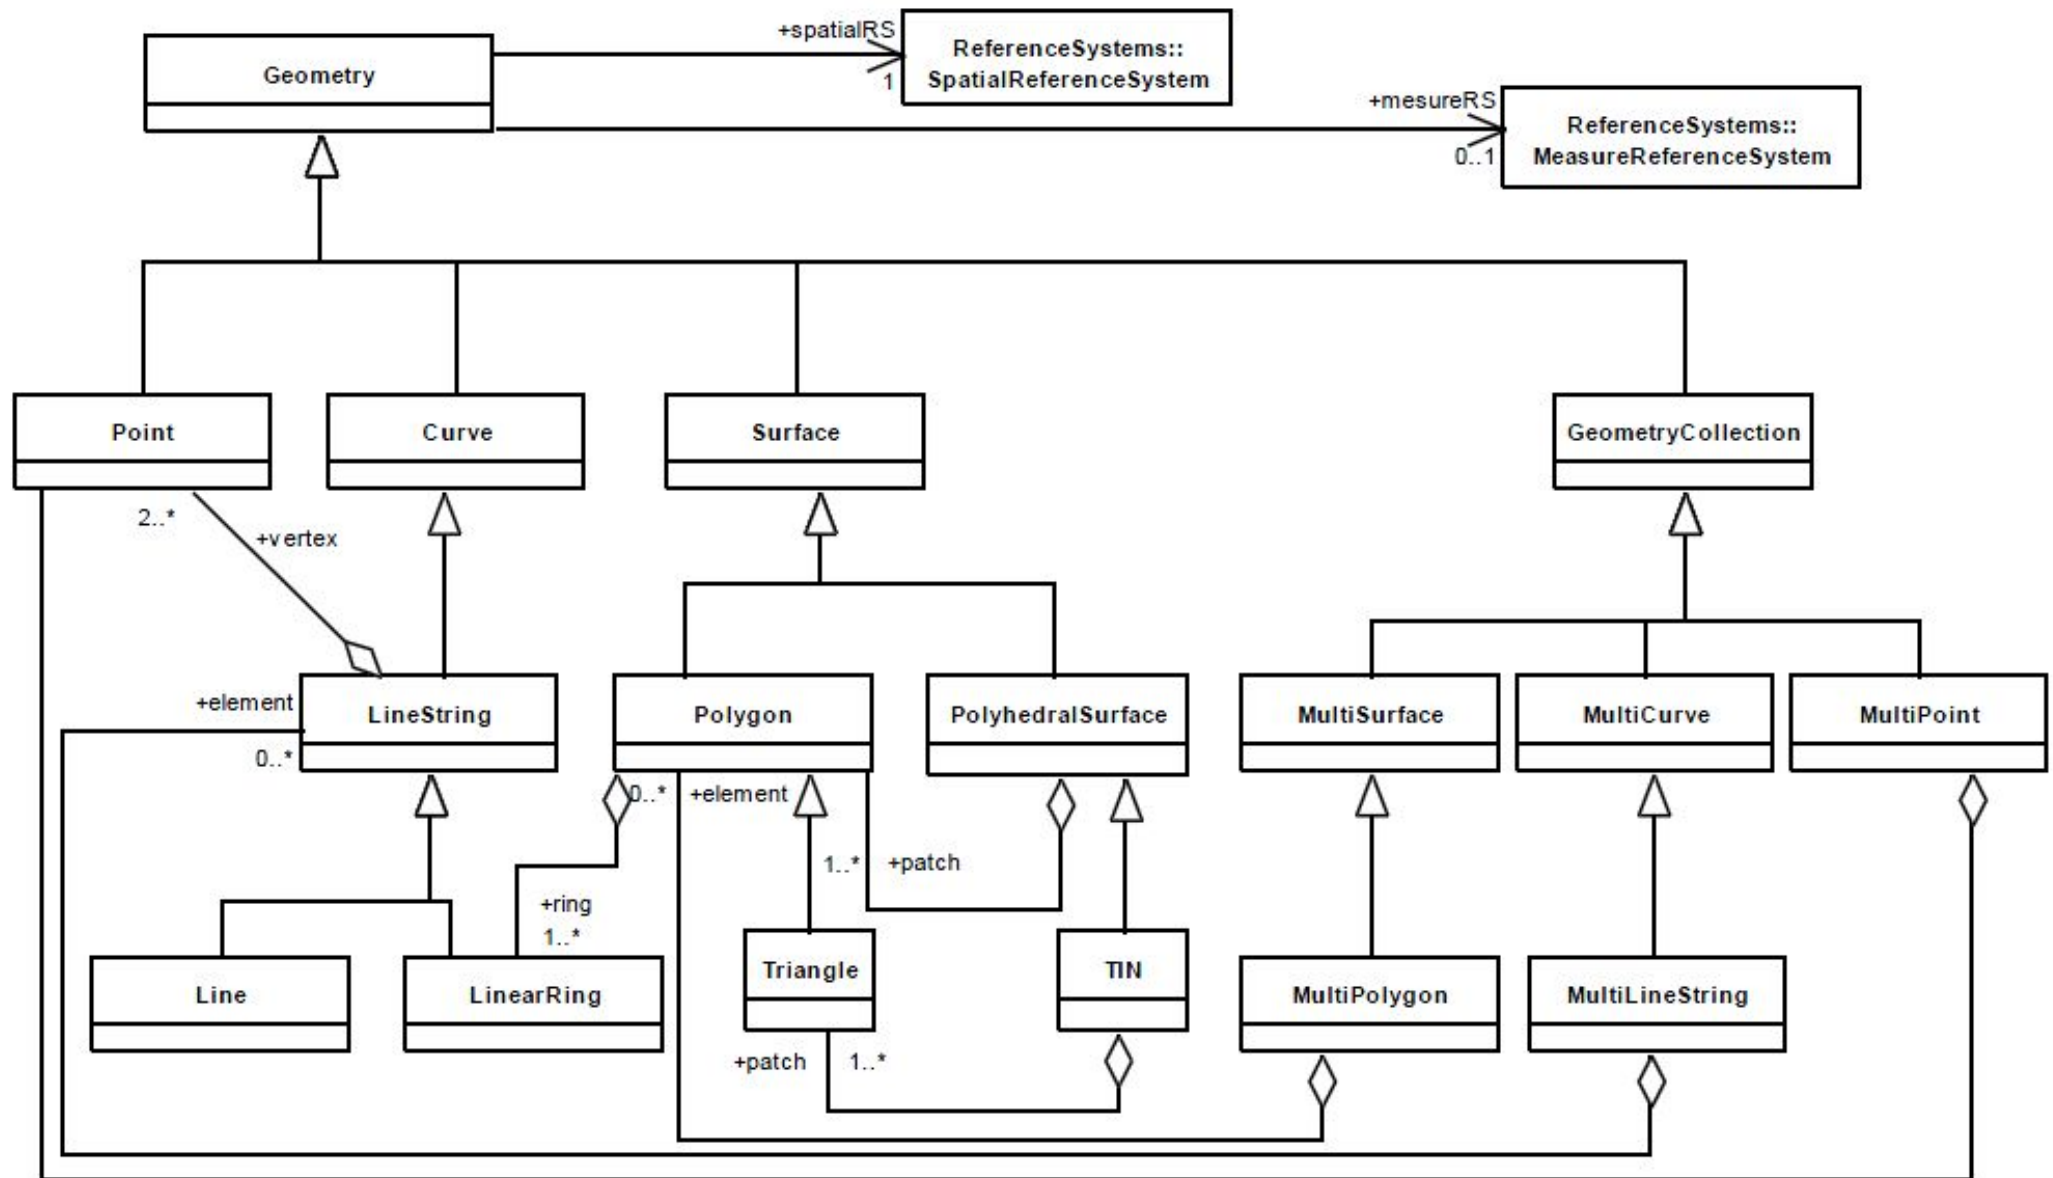 +spatialRS
1
ReferenceSystems::
SpatialReferenceSystem
Geometry
+mesureRS
0..1
ReferenceSystems::
MeasureReferenceSystem
Point
Curve
Surface
GeometryCollection
2..*
+vertex
+element
0..*
LineString
Polygon
PolyhedralSurface
MultiSurface
MultiCurve
MultiPoint
0..*
+element
1..*
+patch
+ring
1..*
Line
LinearRing
Triangle
TIN
MultiPolygon
MultiLineString
+patch
1..*